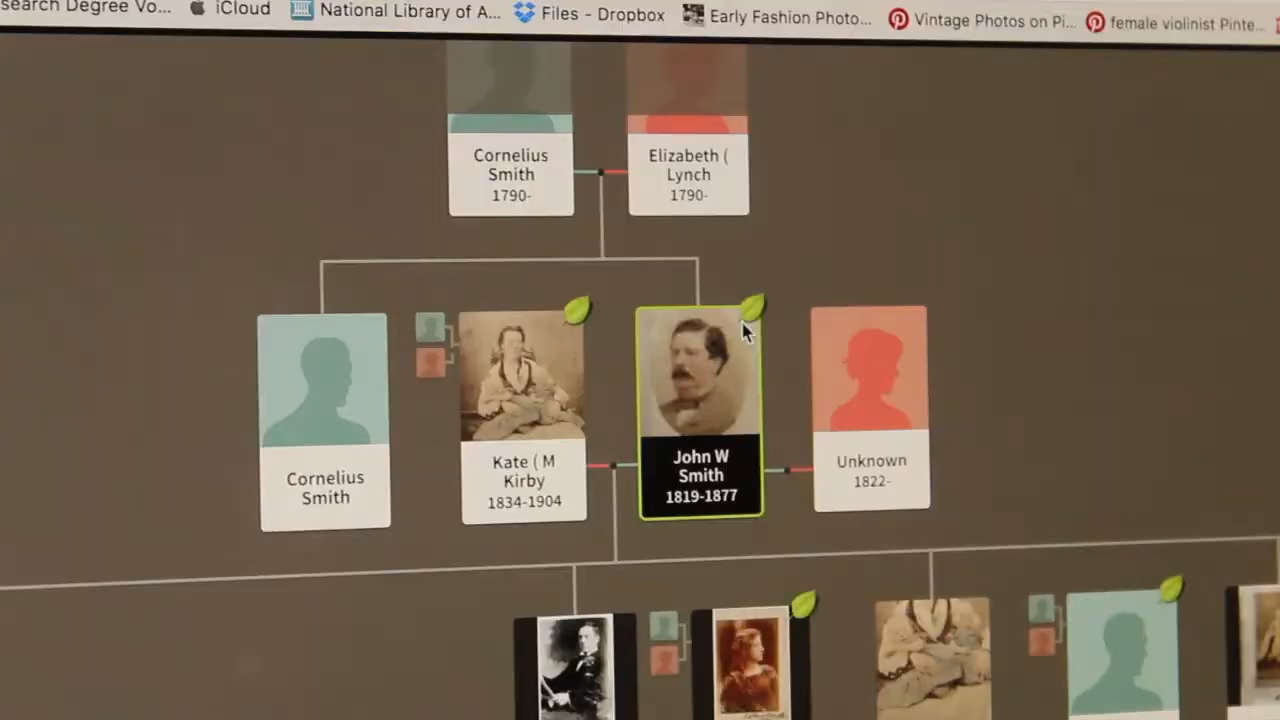 search Degree Vo...
iCloud
National Library of A...
Files - Dropbox
Early Fashion Photo...
Vintage Photos on Pi...
female violinist Pinte...
Cornelius
Smith
1790-
Elizabeth (
Lynch
1790-
Cornelius
Smith
Kate ( M
Kirby
1834-1904
John W
Smith
1819-1877
Unknown
1822-